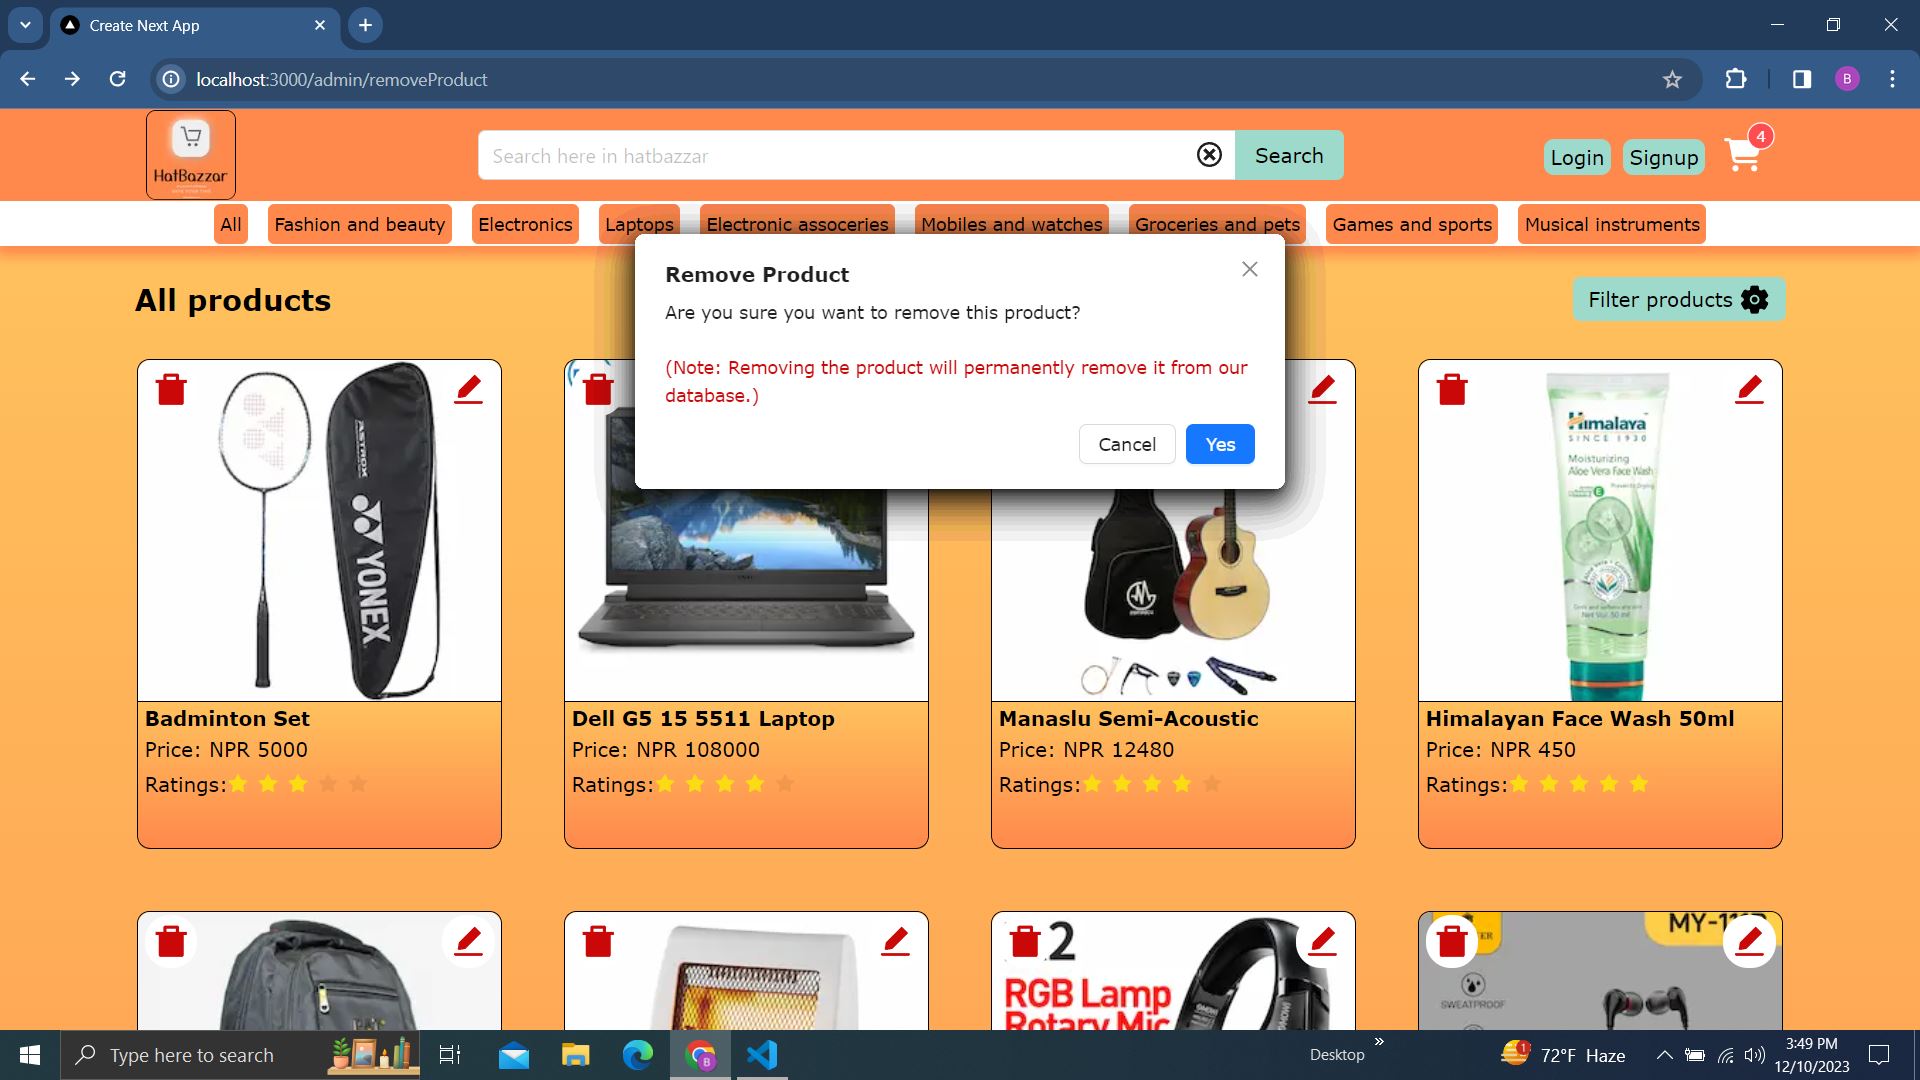 Create Next App
localhost:3000/admin/removeProduct
B
HatBazzar
Search here in hatbazzar
Search
Login
Signup
4
All
Fashion and beauty
Electronics
Laptops
Electronic assoceries
Mobiles and watches
Groceries and pets
Games and sports
Musical instruments
Remove Product
Are you sure you want to remove this product?
(Note: Removing the product will permanently remove it from our
database.)
Cancel
Yes
All products
Filter products
ASTROX
YONEX
Himalaya
SINCE 1930
Moisturizing
Aloe Vera Face Wash
Badminton Set
Price: NPR 5000
Ratings:
Dell G5 15 5511 Laptop
Price: NPR 108000
Ratings:
Manaslu Semi-Acoustic
Price: NPR 12480
Ratings:
Himalayan Face Wash 50ml
Price: NPR 450
Ratings:
2
RGB Lamp
Rotary Mic
SWEATPROOF
Type here to search
B
Desktop
»
1
72°F Haze
3:49 PM
12/10/2023